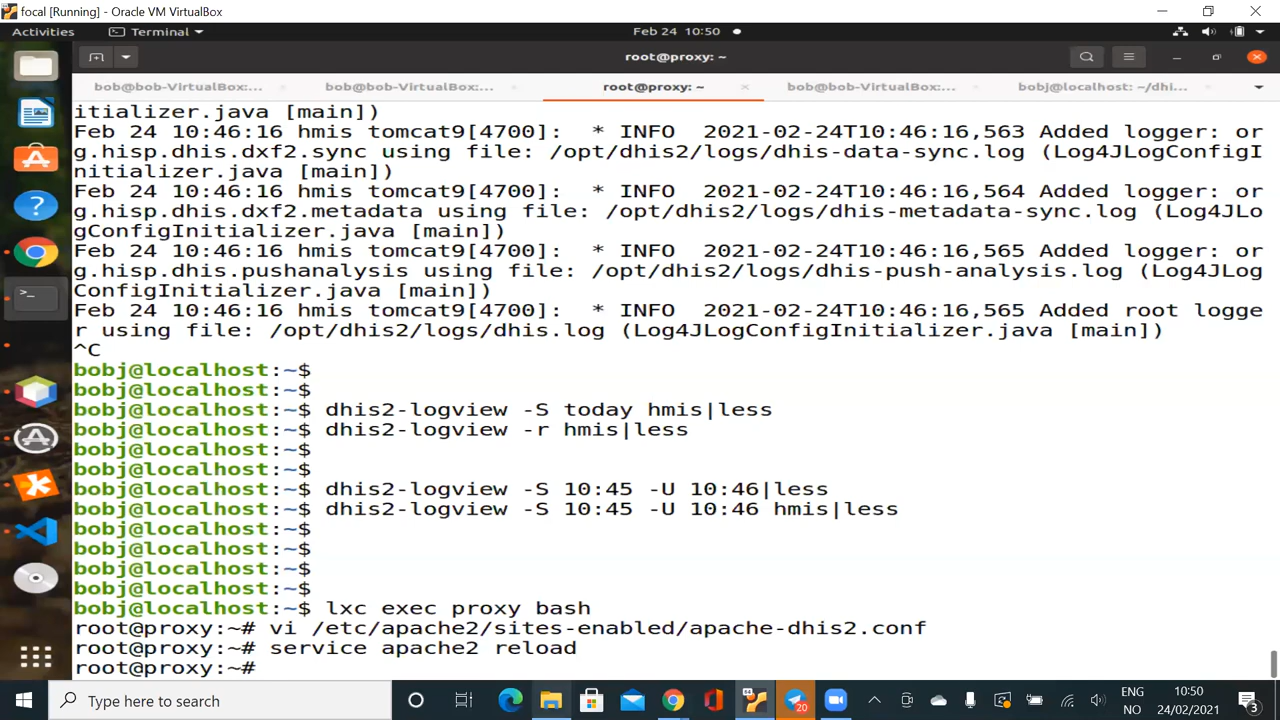 focal [Running] - Oracle VM VirtualBox
Activities Terminal Feb 24 10:50
root@proxy: ~
bob@bob-VirtualBox:... bob@bob-VirtualBox:... root@proxy: ~ bob@bob-VirtualBox:... bobj@localhost: ~/dhi...
itializer.java [main])
Feb 24 10:46:16 hmis tomcat9[4700]:  * INFO  2021-02-24T10:46:16,563 Added logger: or
g.hisp.dhis.dxf2.sync using file: /opt/dhis2/logs/dhis-data-sync.log (Log4JLogConfigI
nitializer.java [main])
Feb 24 10:46:16 hmis tomcat9[4700]:  * INFO  2021-02-24T10:46:16,564 Added logger: or
g.hisp.dhis.dxf2.metadata using file: /opt/dhis2/logs/dhis-metadata-sync.log (Log4JLo
gConfigInitializer.java [main])
Feb 24 10:46:16 hmis tomcat9[4700]:  * INFO  2021-02-24T10:46:16,565 Added logger: or
g.hisp.dhis.pushanalysis using file: /opt/dhis2/logs/dhis-push-analysis.log (Log4JLog
ConfigInitializer.java [main])
Feb 24 10:46:16 hmis tomcat9[4700]:  * INFO  2021-02-24T10:46:16,565 Added root logge
r using file: /opt/dhis2/logs/dhis.log (Log4JLogConfigInitializer.java [main])
^C
bobj@localhost:~$
bobj@localhost:~$
bobj@localhost:~$ dhis2-logview -S today hmis|less
bobj@localhost:~$ dhis2-logview -r hmis|less
bobj@localhost:~$
bobj@localhost:~$
bobj@localhost:~$ dhis2-logview -S 10:45 -U 10:46|less
bobj@localhost:~$ dhis2-logview -S 10:45 -U 10:46 hmis|less
bobj@localhost:~$
bobj@localhost:~$
bobj@localhost:~$
bobj@localhost:~$
bobj@localhost:~$ lxc exec proxy bash
root@proxy:~# vi /etc/apache2/sites-enabled/apache-dhis2.conf
root@proxy:~# service apache2 reload
root@proxy:~#
Type here to search
20
ENG
NO
10:50
24/02/2021
3